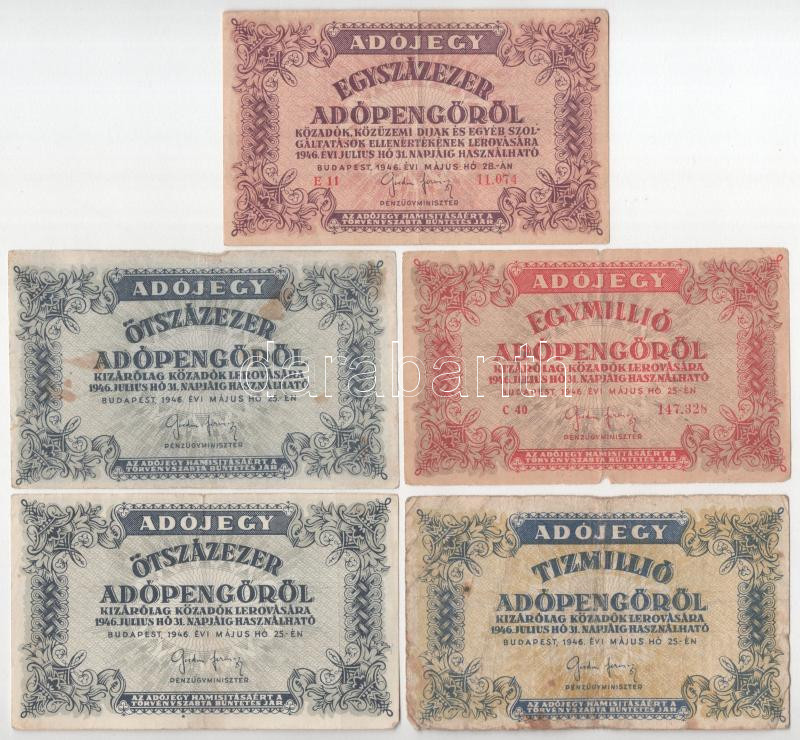 ADÓJEGY
EGYSZÁZEZER
ADÓPENGŐRŐL
KÖZADÓK, KÖZÜZEMI DIJAK ÉS EGYÉB SZOL-
GÁLTATÁSOK ELLENÉRTÉKÉNEK LEROVÁSÁRA
1946. ÉVI JULIUS HÓ 31. NAPJÁIG HASZNÁLHATÓ
BUDAPEST, 1946. ÉVI MÁJUS HÓ 28.-ÁN
E 11 11.074
PÉNZÜGYMINISZTER
AZ ADÓJEGY HAMISITÁSÁÉRT A
TÖRVÉNYSZABTA BÜNTETÉS JÁR
ADÓJEGY
ÖTSZÁZEZER
ADÓPENGŐRŐL
KIZÁRÓLAG KÖZADÓK LEROVÁSÁRA
1946. JULIUS HÓ 31. NAPJÁIG HASZNÁLHATÓ
BUDAPEST, 1946. ÉVI MÁJUS HÓ 25.-ÉN
PÉNZÜGYMINISZTER
AZ ADÓJEGY HAMISITÁSÁÉRT A
TÖRVÉNYSZABTA BÜNTETÉS JÁR
ADÓJEGY
EGYMILLIÓ
ADÓPENGŐRŐL
KIZÁRÓLAG KÖZADÓK LEROVÁSÁRA
1946. JULIUS HÓ 31. NAPJÁIG HASZNÁLHATÓ
BUDAPEST, 1946. ÉVI MÁJUS HÓ 25.-ÉN
C 40 147.328
PÉNZÜGYMINISZTER
AZ ADÓJEGY HAMISITÁSÁÉRT A
TÖRVÉNYSZABTA BÜNTETÉS JÁR
darabanth
ADÓJEGY
ÖTSZÁZEZER
ADÓPENGŐRŐL
KIZÁRÓLAG KÖZADÓK LEROVÁSÁRA
1946. JULIUS HÓ 31. NAPJÁIG HASZNÁLHATÓ
BUDAPEST, 1946. ÉVI MÁJUS HÓ 25.-ÉN
PÉNZÜGYMINISZTER
AZ ADÓJEGY HAMISITÁSÁÉRT A
TÖRVÉNYSZABTA BÜNTETÉS JÁR
ADÓJEGY
TIZMILLIÓ
ADÓPENGŐRŐL
KIZÁRÓLAG KÖZADÓK LEROVÁSÁRA
1946. JULIUS HÓ 31. NAPJÁIG HASZNÁLHATÓ
BUDAPEST, 1946. ÉVI MÁJUS HÓ 25.-ÉN
PÉNZÜGYMINISZTER
AZ ADÓJEGY HAMISITÁSÁÉRT A
TÖRVÉNYSZABTA BÜNTETÉS JÁR